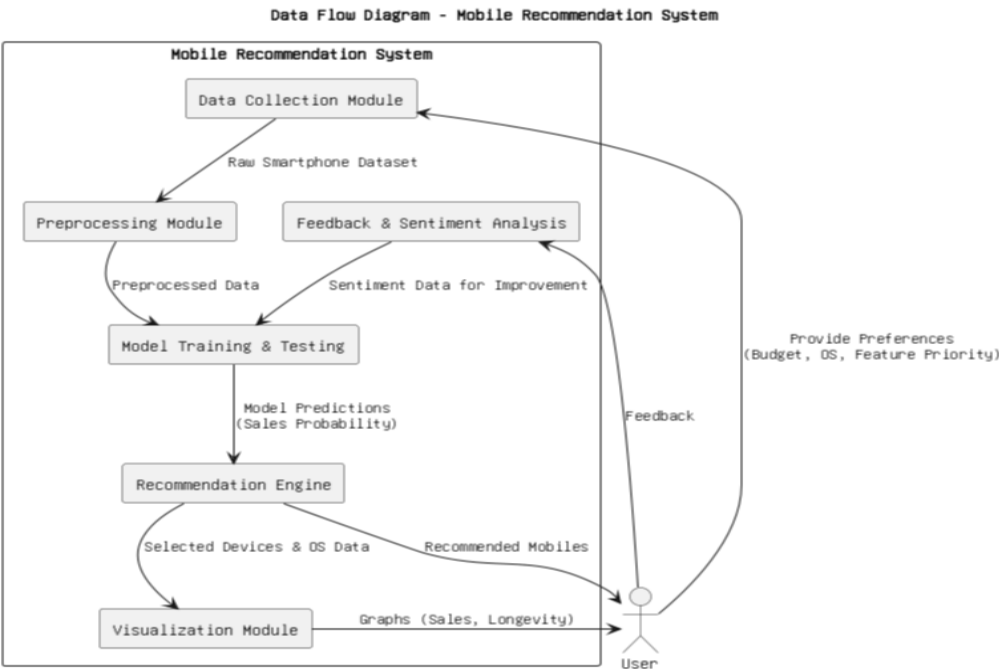 Data Flow Diagram - Mobile Recommendation System
Mobile Recommendation System
Data Collection Module
Raw Smartphone Dataset
Preprocessing Module
Feedback & Sentiment Analysis
Preprocessed Data
Sentiment Data for Improvement
Model Training & Testing
Provide Preferences
(Budget, OS, Feature Priority)
Model Predictions
(Sales Probability)
Feedback
Recommendation Engine
Selected Devices & OS Data
Recommended Mobiles
Visualization Module
Graphs (Sales, Longevity)
User